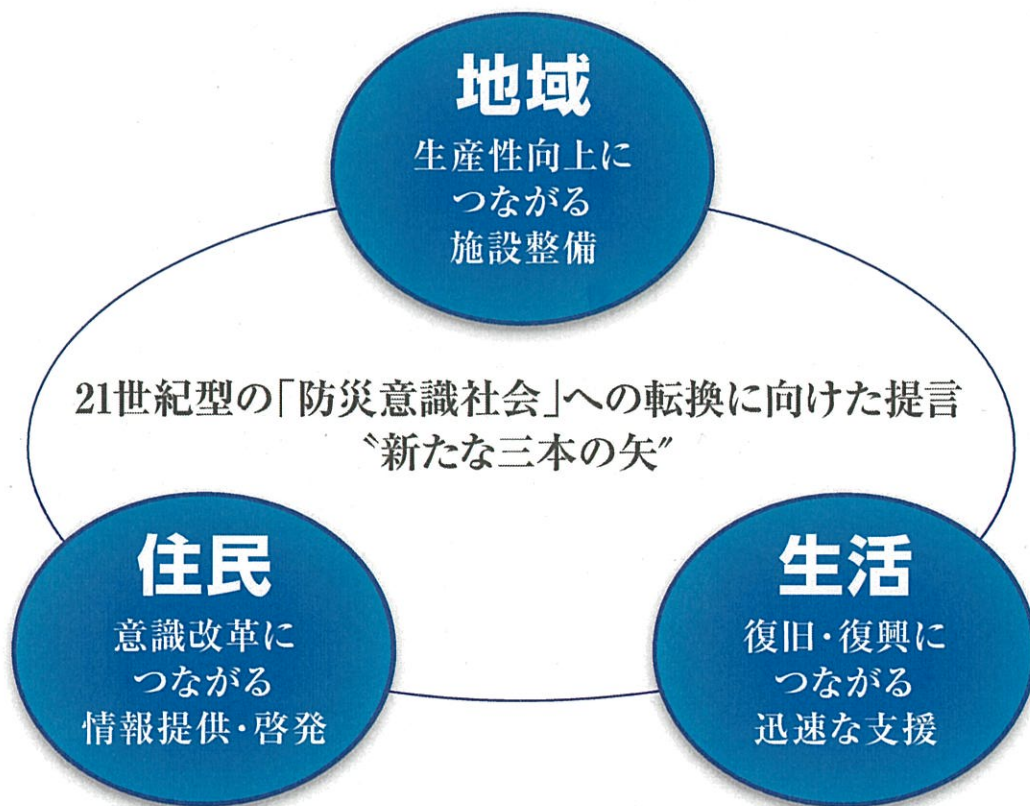 地域
生産性向上に
つながる
施設整備
21世紀型の「防災意識社会」への転換に向けた提言
〝新たな三本の矢〟
住民
意識改革に
つながる
情報提供・啓発
生活
復旧・復興に
つながる
迅速な支援